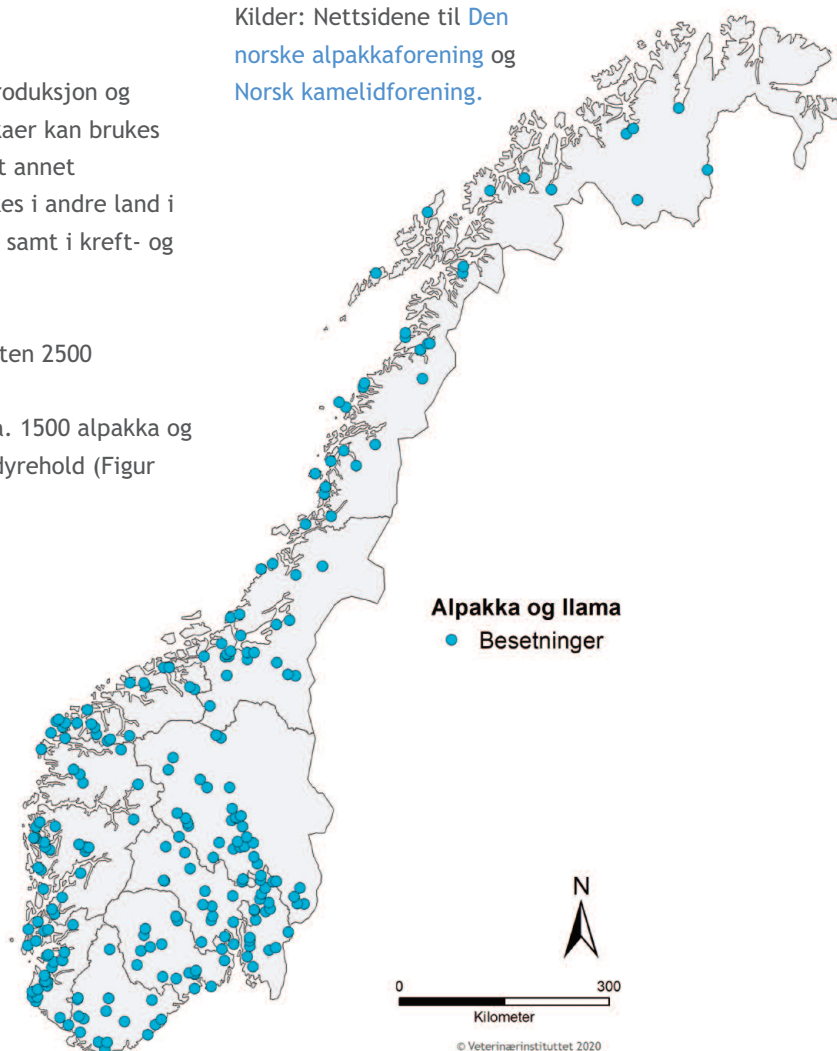 Kilder: Nettsidene til Den
norske alpakkaforening og
Norsk kamelidforening.
roduksjon og
kaer kan brukes
t annet
es i andre land i
samt i kreft- og
ten 2500
a. 1500 alpakka og
dyrehold (Figur
Alpakka og llama
Besetninger
N
0 300
Kilometer
© Veterinærinstituttet 2020